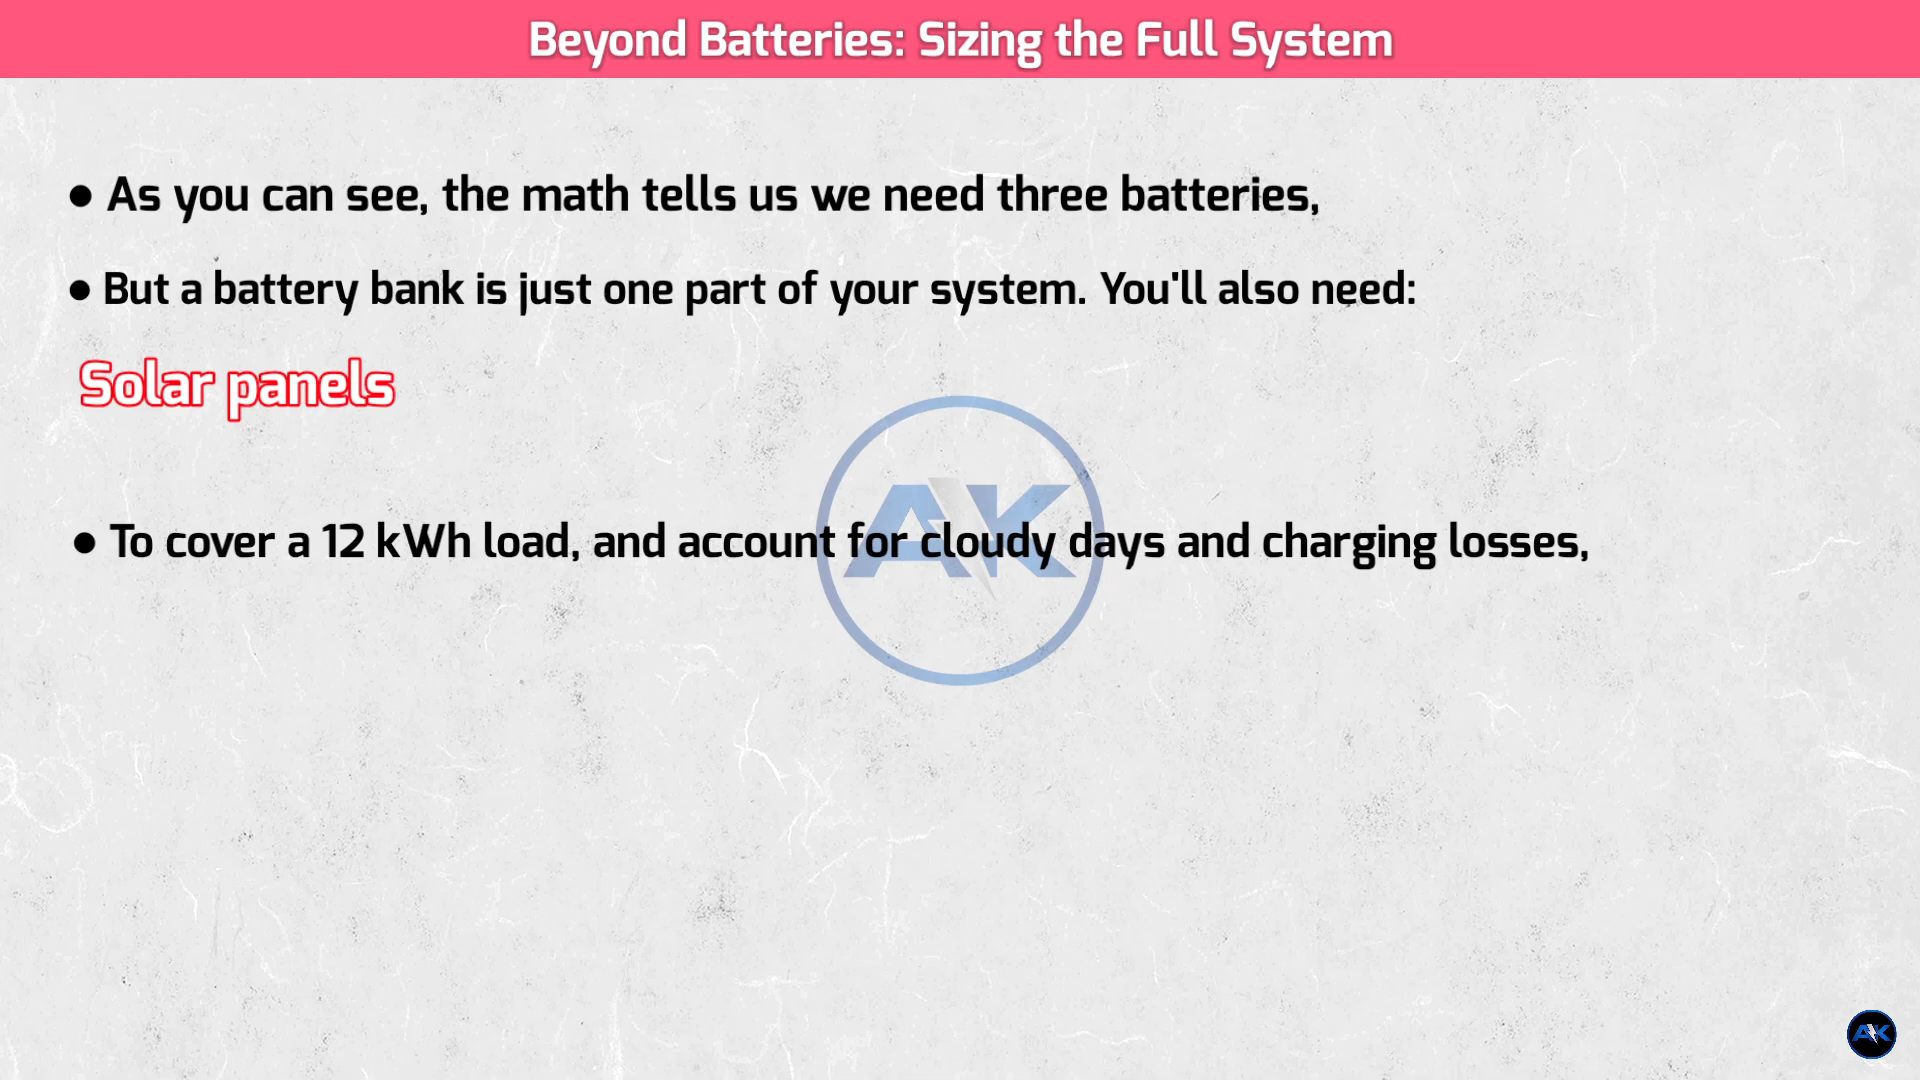 Beyond Batteries: Sizing the Full System
● As you can see, the math tells us we need three batteries,
● But a battery bank is just one part of your system. You'll also need:
Solar panels
● To cover a 12 kWh load, and account for cloudy days and charging losses,
AK
AK